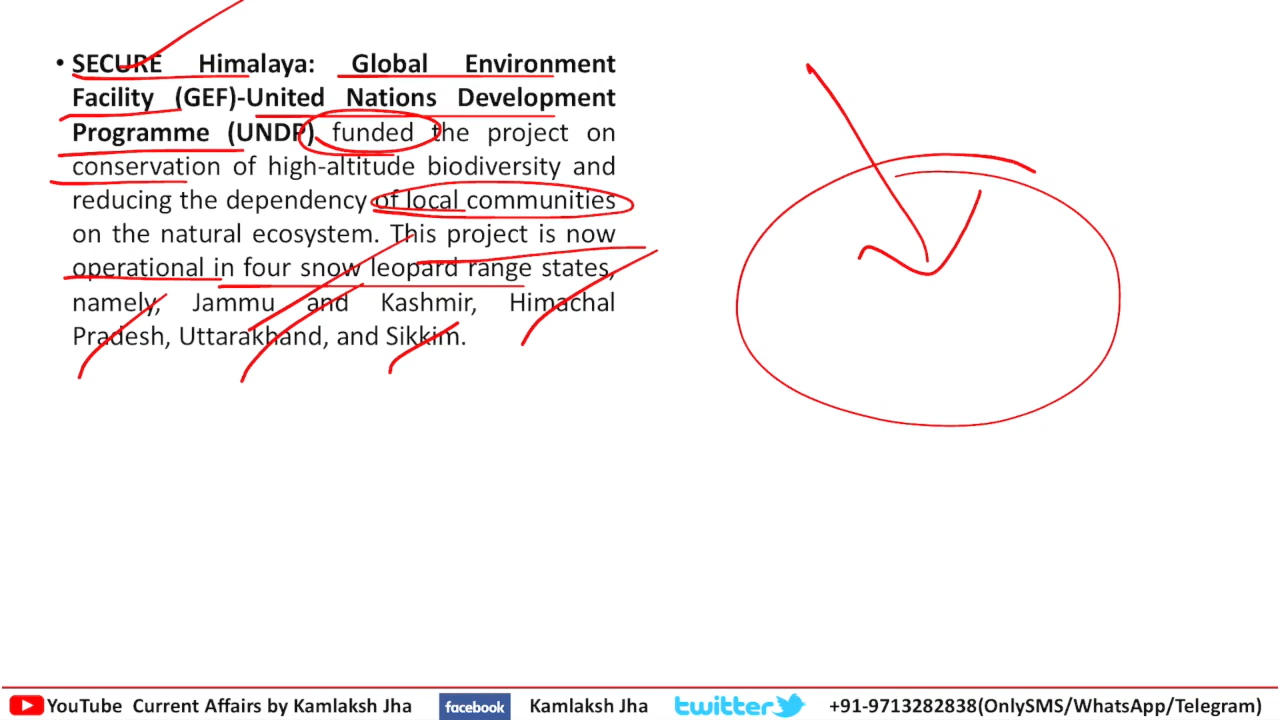 • SECURE Himalaya: Global Environment
Facility (GEF)-United Nations Development
Programme (UNDP) funded the project on
conservation of high-altitude biodiversity and
reducing the dependency of local communities
on the natural ecosystem. This project is now
operational in four snow leopard range states,
namely, Jammu and Kashmir, Himachal
Pradesh, Uttarakhand, and Sikkim.
YouTube Current Affairs by Kamlaksh Jha facebook Kamlaksh Jha twitter +91-9713282838(OnlySMS/WhatsApp/Telegram)